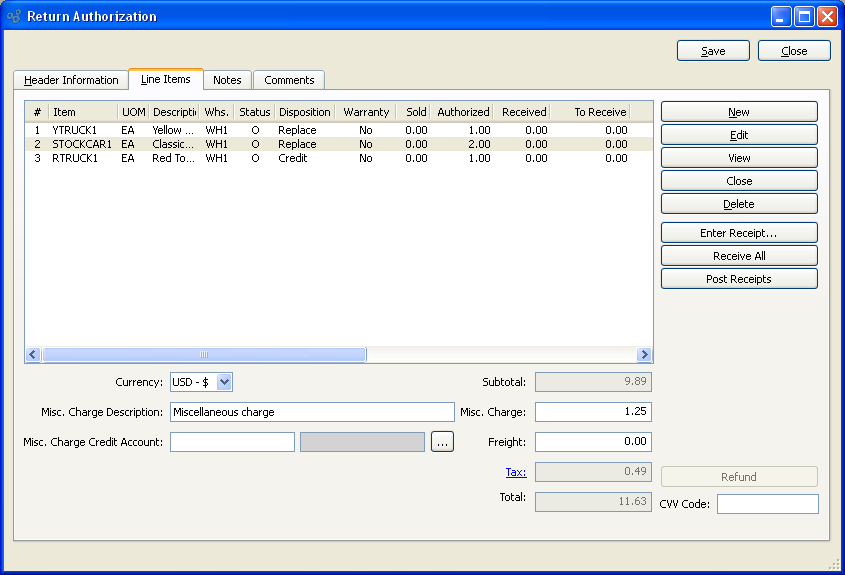 Return Authorization
Save Close
Header Information Line Items Notes Comments
# Item UOM Descripti Whs. Status Disposition Warranty Sold Authorized Received To Receive
1 YTRUCK1 EA Yellow ... WH1 O Replace No 0.00 1.00 0.00 0.00
2 STOCKCAR1 EA Classic... WH1 O Replace No 0.00 2.00 0.00 0.00
3 RTRUCK1 EA Red To... WH1 O Credit No 0.00 1.00 0.00 0.00
New
Edit
View
Close
Delete
Enter Receipt...
Receive All
Post Receipts
Currency: USD - $ Subtotal: 9.89
Misc. Charge Description: Miscellaneous charge Misc. Charge: 1.25
Misc. Charge Credit Account: ... Freight: 0.00
Tax: 0.49 Refund
Total: 11.63 CVV Code: